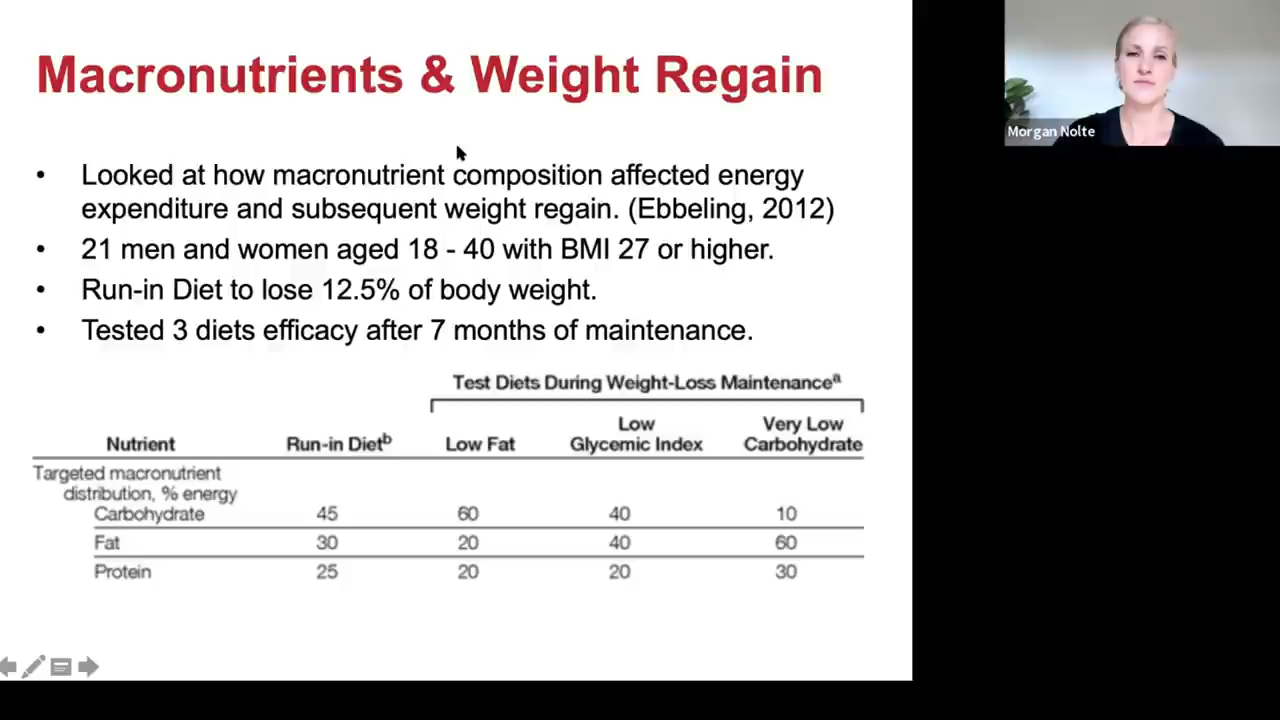 Macronutrients & Weight Regain
• Looked at how macronutrient composition affected energy
expenditure and subsequent weight regain. (Ebbeling, 2012)
• 21 men and women aged 18 - 40 with BMI 27 or higher.
• Run-in Diet to lose 12.5% of body weight.
• Tested 3 diets efficacy after 7 months of maintenance.
Test Diets During Weight-Loss Maintenanceᵃ
Nutrient Run-in Dietᵇ Low Fat Low Glycemic Index Very Low Carbohydrate
Targeted macronutrient
distribution, % energy
Carbohydrate 45 60 40 10
Fat 30 20 40 60
Protein 25 20 20 30
Morgan Nolte